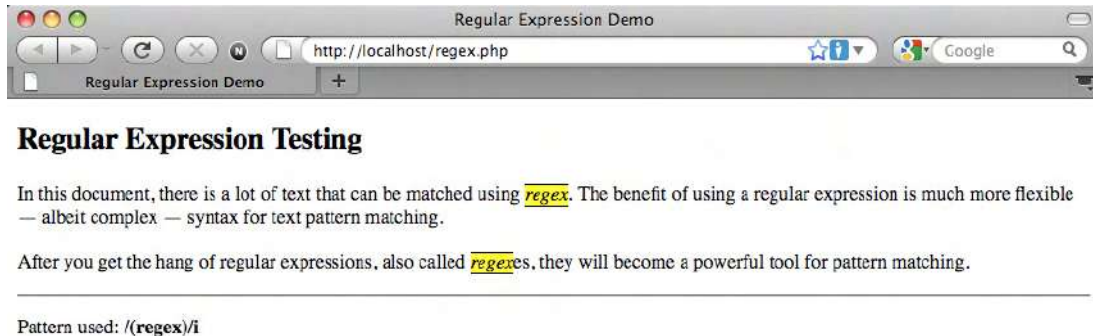 Regular Expression Demo
http://localhost/regex.php
Google
Regular Expression Demo +
Regular Expression Testing
In this document, there is a lot of text that can be matched using regex. The benefit of using a regular expression is much more flexible
— albeit complex — syntax for text pattern matching.
After you get the hang of regular expressions, also called regexes, they will become a powerful tool for pattern matching.
Pattern used: /(regex)/i